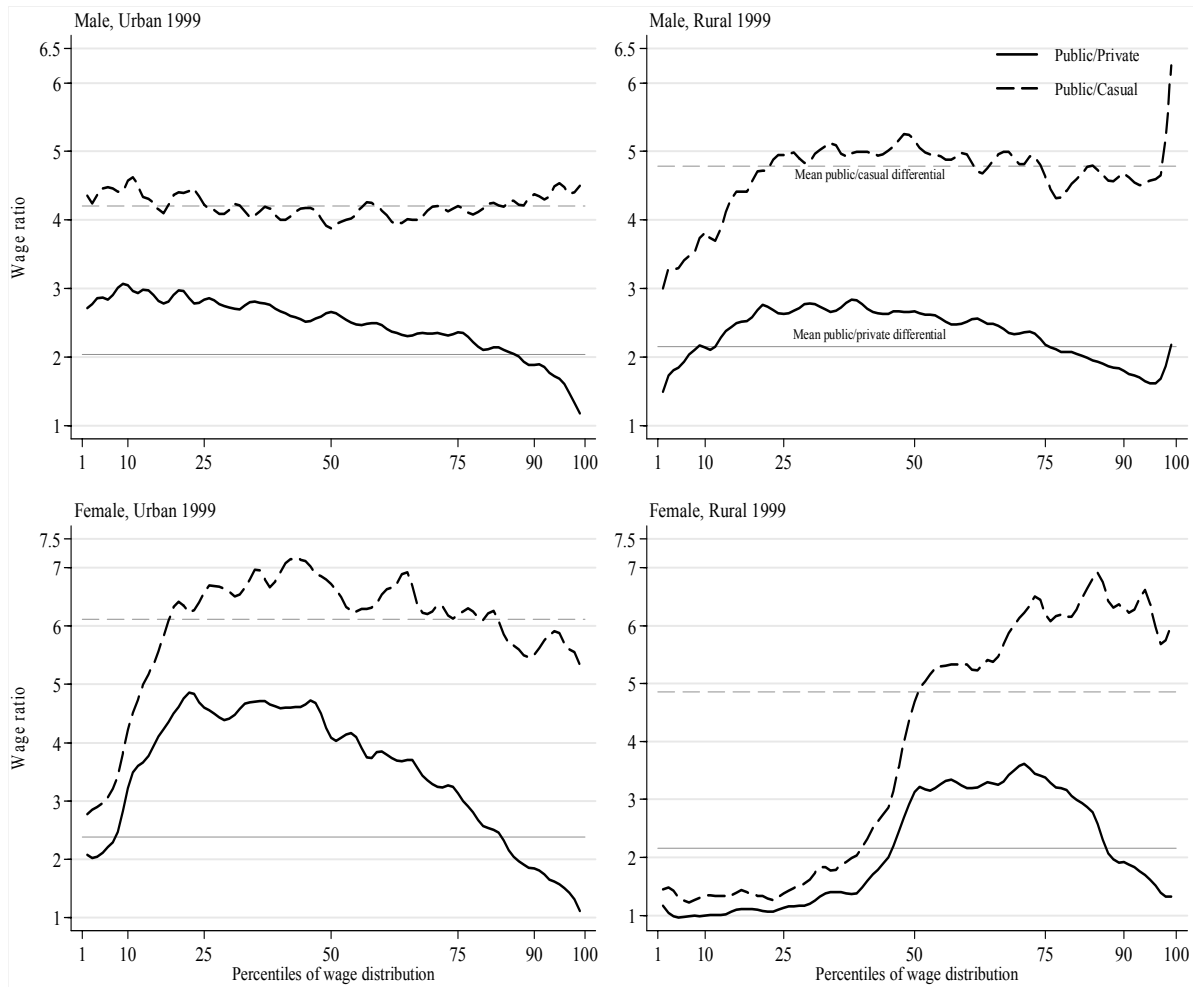 Male, Urban 1999
Wage ratio
6.5
6
5
4
3
2
1
1 10 25 50 75 90 100
Male, Rural 1999
Public/Private
Public/Casual
Mean public/casual differential
Mean public/private differential
6.5
6
5
4
3
2
1
1 10 25 50 75 90 100
Female, Urban 1999
Wage ratio
7.5
7
6
5
4
3
2
1
1 10 25 50 75 90 100
Percentiles of wage distribution
Female, Rural 1999
7.5
7
6
5
4
3
2
1
1 10 25 50 75 90 100
Percentiles of wage distribution